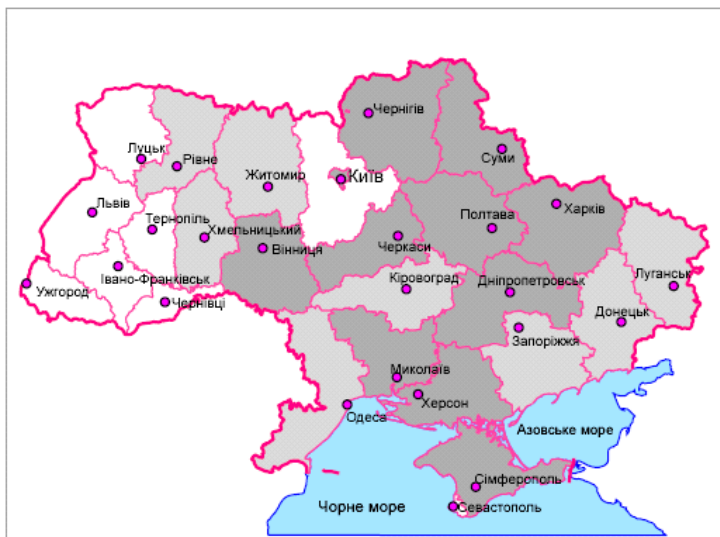 Чернігів
Луцьк
Рівне
Суми
Житомир
Київ
Львів
Тернопіль
Хмельницький
Вінниця
Черкаси
Полтава
Харків
Івано-Франківськ
Ужгород
Чернівці
Кіровоград
Дніпропетровськ
Луганськ
Донецьк
Запоріжжя
Миколаїв
Херсон
Одеса
Азовське море
Сімферополь
Чорне море
Севастополь